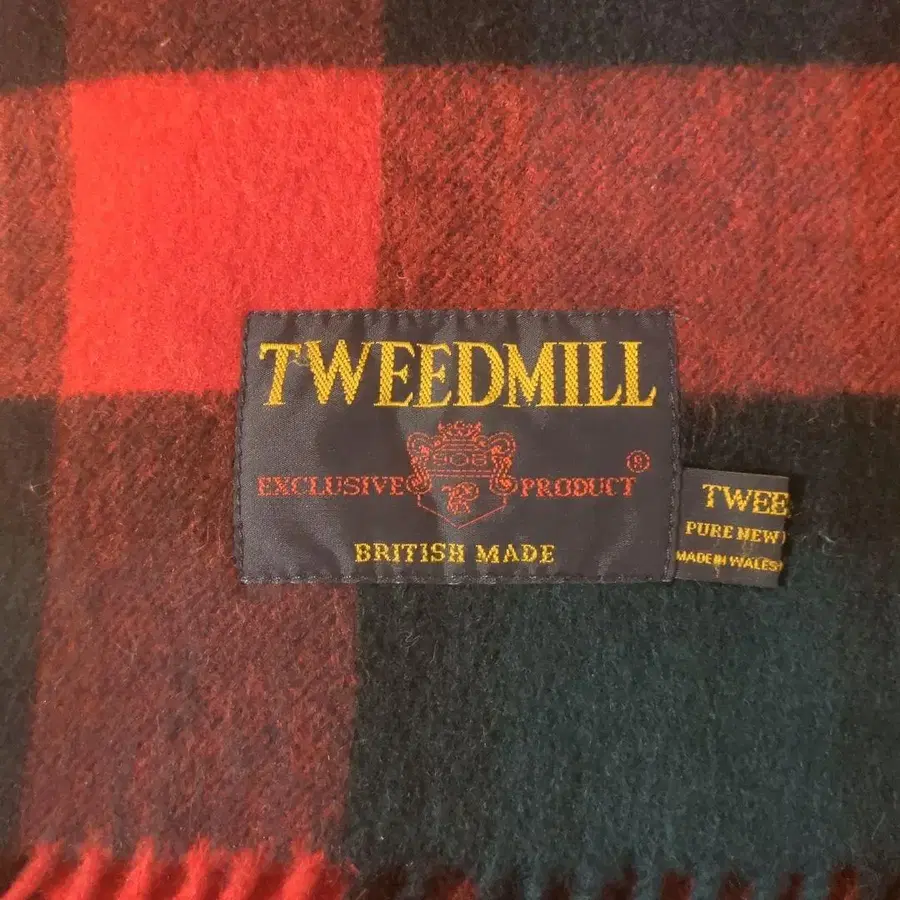 TWEEDMILL
EXCLUSIVE PRODUCT ®
BRITISH MADE
TWEE
PURE NEW
MADE IN WALES